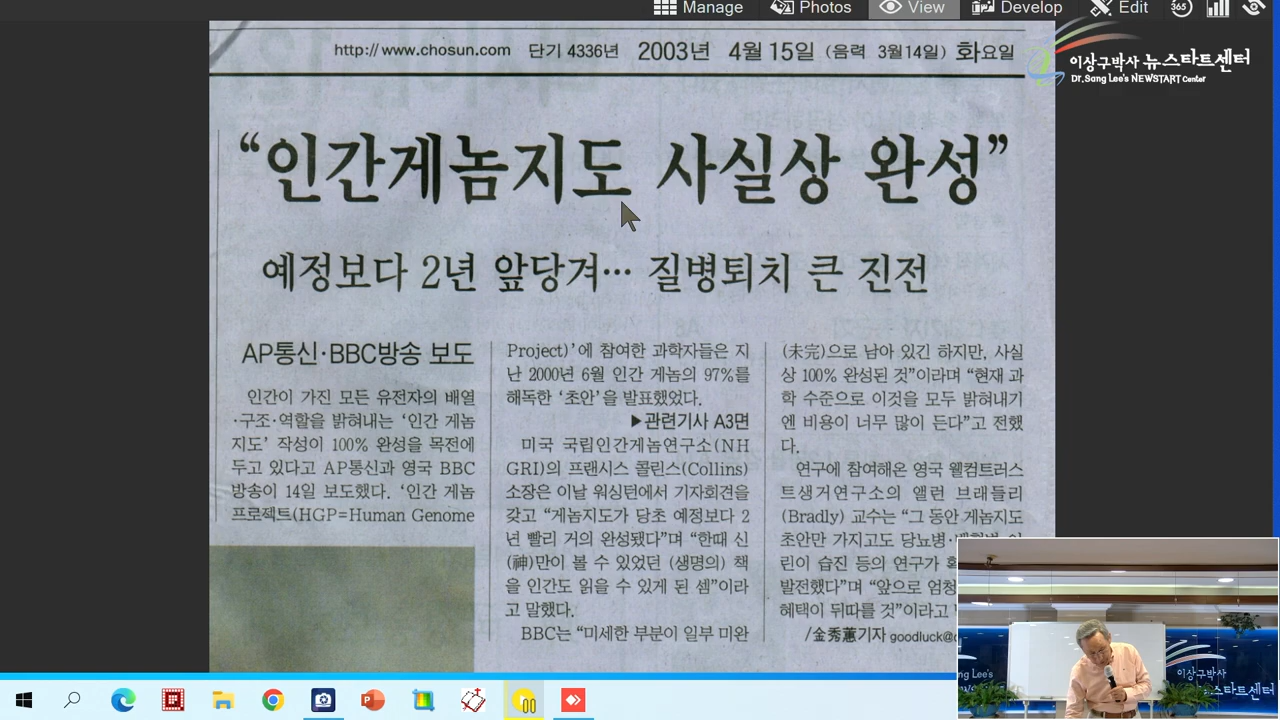 Manage Photos View Develop Edit 365
이상구박사 뉴스타트센터
Dr. Sang Lee's NEWSTART Center
http://www.chosun.com 단기 4336년 2003년 4월 15일 (음력 3월14일) 화요일
“인간게놈지도 사실상 완성”
예정보다 2년 앞당겨… 질병퇴치 큰 진전
AP통신·BBC방송 보도
인간이 가진 모든 유전자의 배열
·구조·역할을 밝혀내는 ‘인간 게놈
지도’ 작성이 100% 완성을 목전에
두고 있다고 AP통신과 영국 BBC
방송이 14일 보도했다. ‘인간 게놈
프로젝트(HGP=Human Genome
Project)’에 참여한 과학자들은 지
난 2000년 6월 인간 게놈의 97%를
해독한 ‘초안’을 발표했었다.
▶관련기사 A3면
미국 국립인간게놈연구소(NH
GRI)의 프랜시스 콜린스(Collins)
소장은 이날 워싱턴에서 기자회견을
갖고 “게놈지도가 당초 예정보다 2
년 빨리 거의 완성됐다”며 “한때 신
(神)만이 볼 수 있었던 (생명의) 책
을 인간도 읽을 수 있게 된 셈”이라
고 말했다.
BBC는 “미세한 부분이 일부 미완
(未完)으로 남아 있긴 하지만, 사실
상 100% 완성된 것”이라며 “현재 과
학 수준으로 이것을 모두 밝혀내기
엔 비용이 너무 많이 든다”고 전했
다.
연구에 참여해온 영국 웰컴트러스
트생거연구소의 앨런 브래들리
(Bradly) 교수는 “그 동안 게놈지도
초안만 가지고도 당뇨병·
린이 습진 등의 연구가
발전했다”며 “앞으로 엄청
혜택이 뒤따를 것”이라고
/金秀蕙기자 goodluck@
ng Lee's
이상구박사
뉴스타트센터